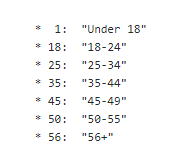 *  1:  "Under 18"
* 18:  "18-24"
* 25:  "25-34"
* 35:  "35-44"
* 45:  "45-49"
* 50:  "50-55"
* 56:  "56+"